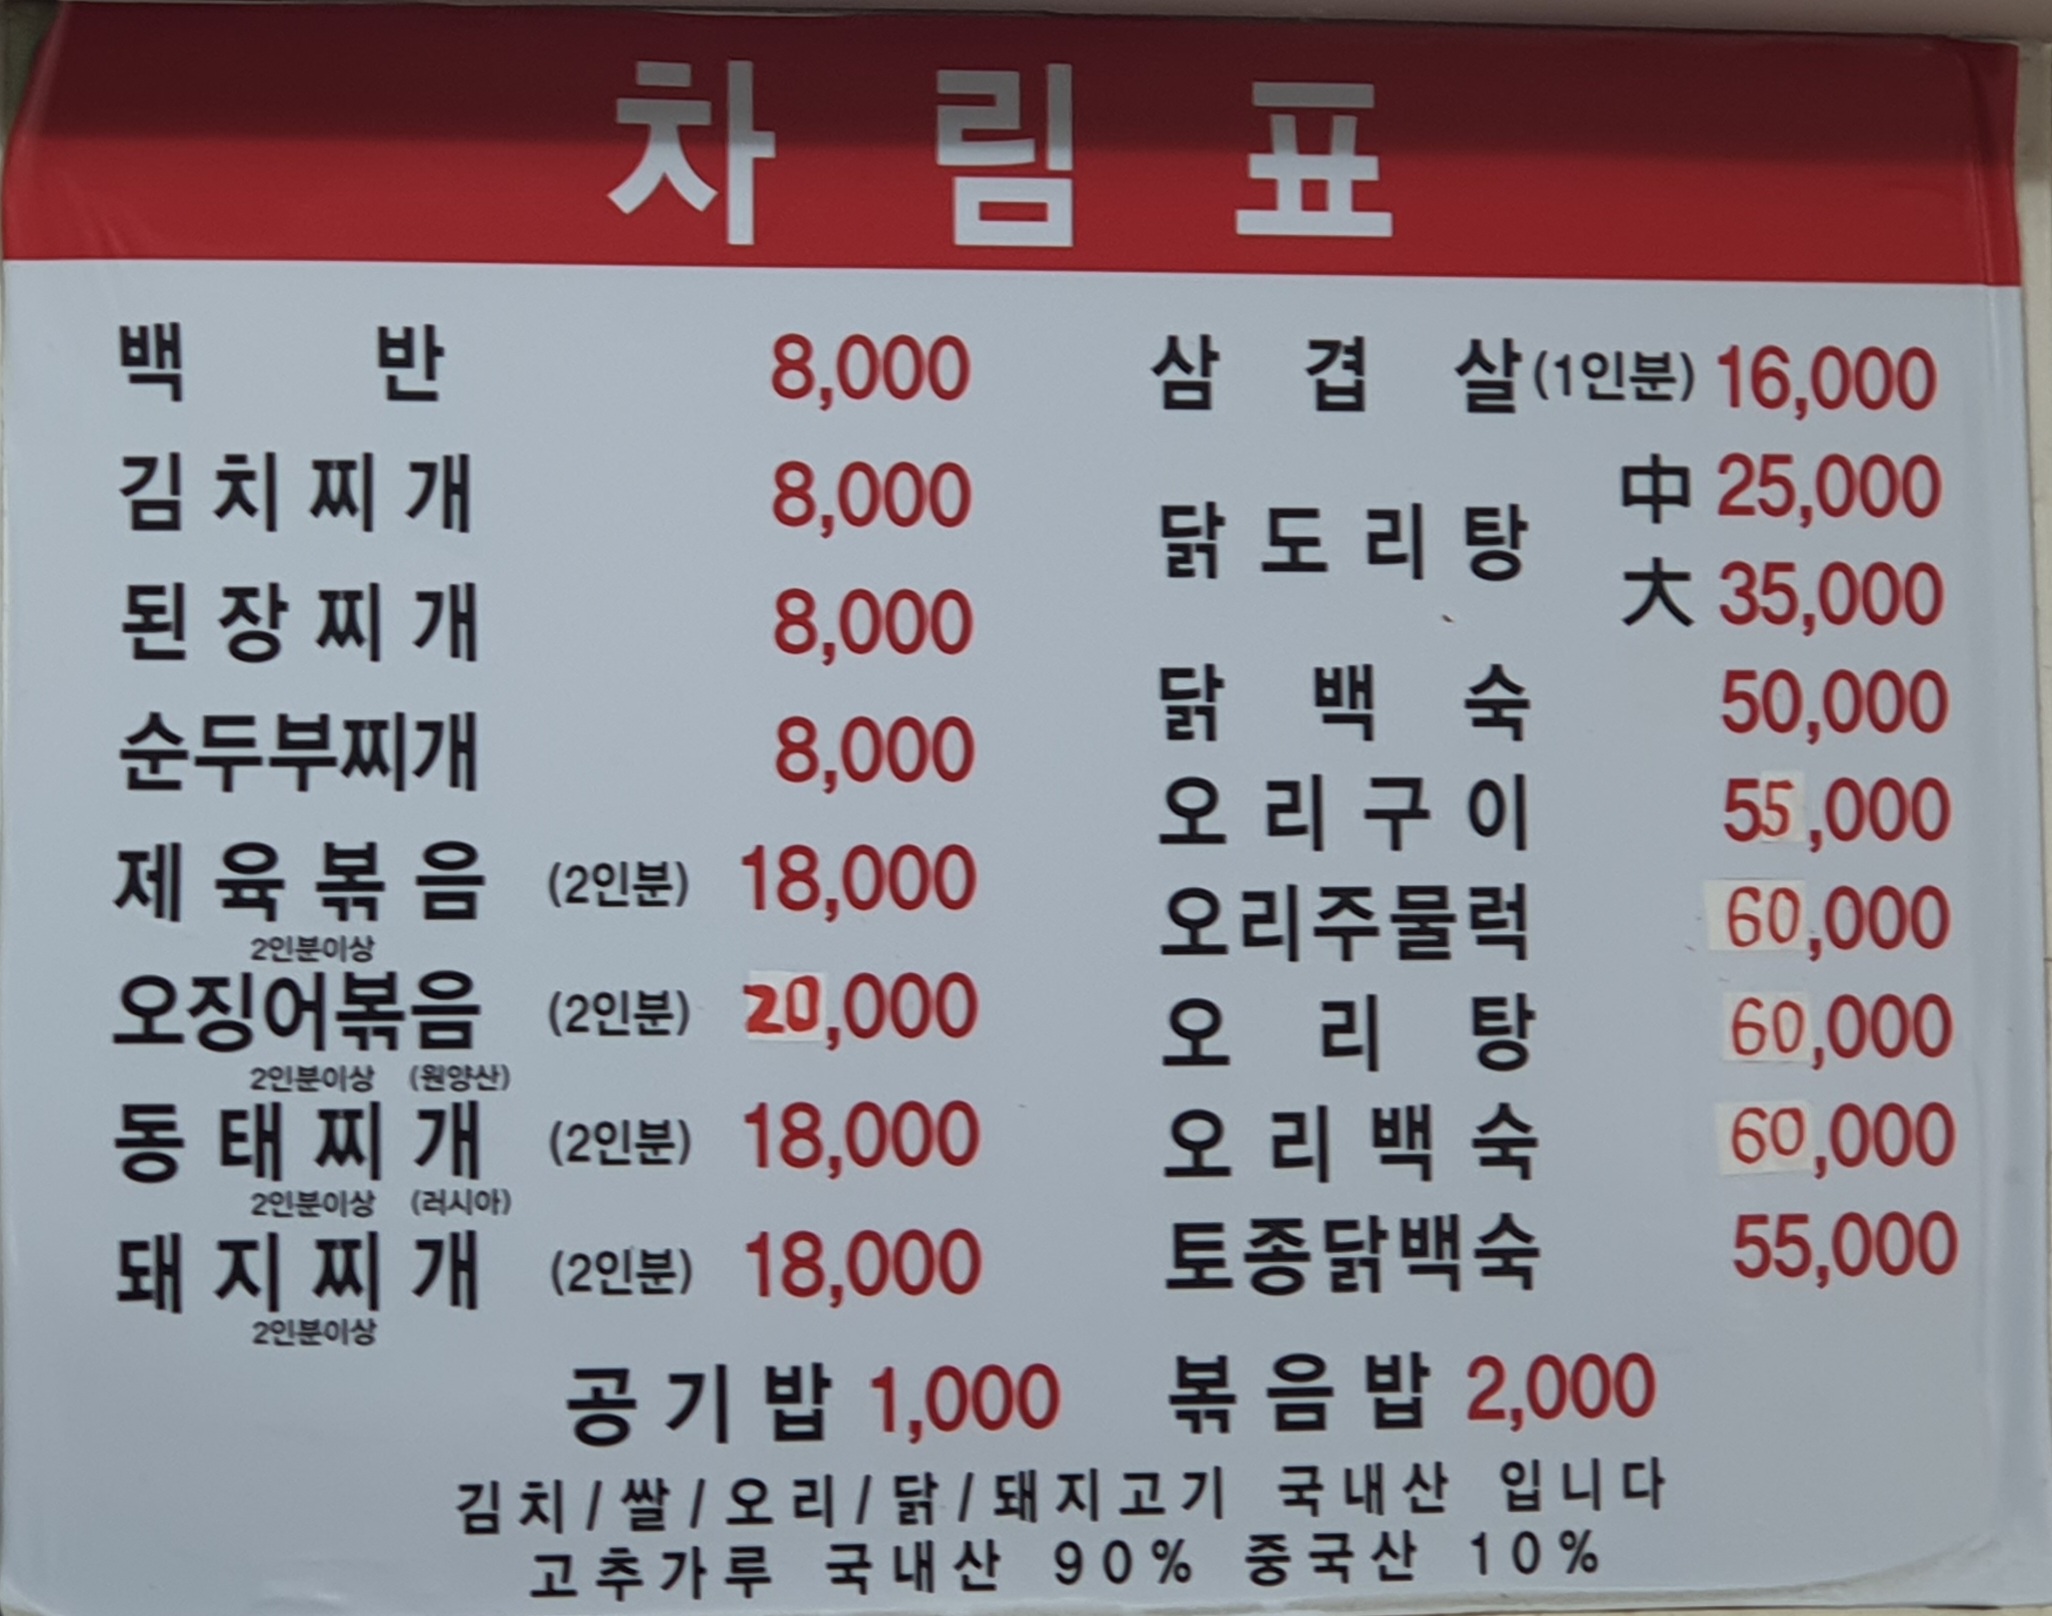 차림표
백반 8,000
김치찌개 8,000
된장찌개 8,000
순두부찌개 8,000
제육볶음 (2인분) 18,000
2인분이상
오징어볶음 (2인분) 20,000
2인분이상 (원양산)
동태찌개 (2인분) 18,000
2인분이상 (러시아)
돼지찌개 (2인분) 18,000
2인분이상
삼겹살(1인분) 16,000
닭도리탕 中 25,000
大 35,000
닭백숙 50,000
오리구이 55,000
오리주물럭 60,000
오리탕 60,000
오리백숙 60,000
토종닭백숙 55,000
공기밥 1,000 볶음밥 2,000
김치/쌀/오리/닭/돼지고기 국내산 입니다
고추가루 국내산 90% 중국산 10%